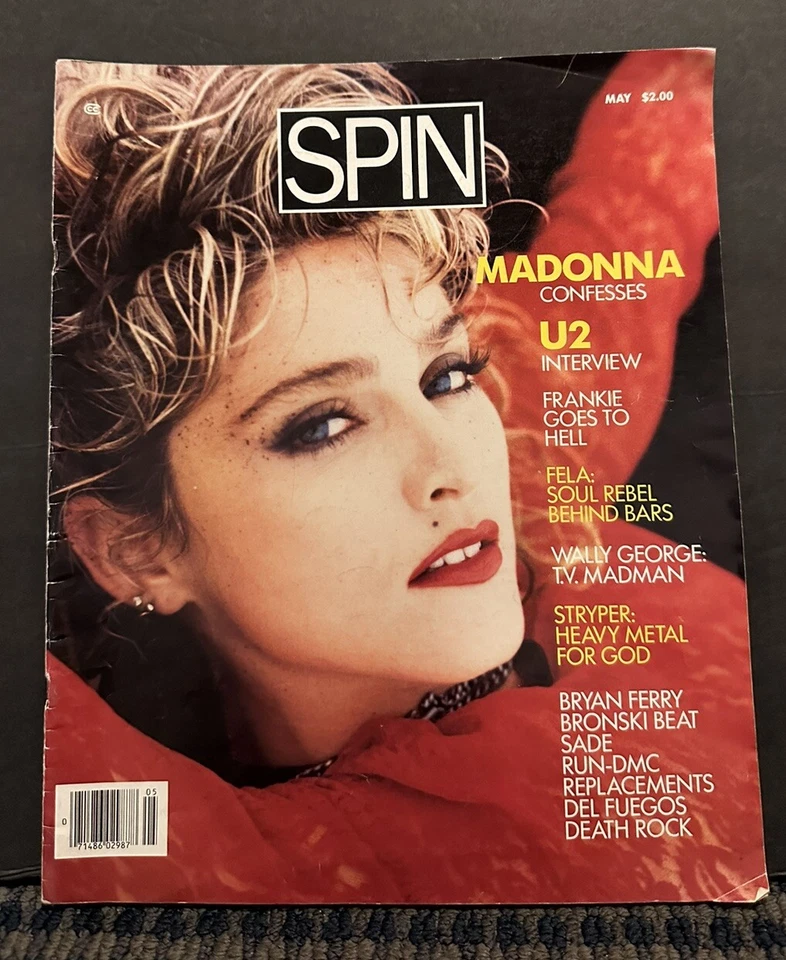 MAY $2.00
SPIN
MADONNA
CONFESSES
U2
INTERVIEW
FRANKIE
GOES TO
HELL
FELA:
SOUL REBEL
BEHIND BARS
WALLY GEORGE:
T.V. MADMAN
STRYPER:
HEAVY METAL
FOR GOD
BRYAN FERRY
BRONSKI BEAT
SADE
RUN-DMC
REPLACEMENTS
DEL FUEGOS
DEATH ROCK
05
0
71486 02987